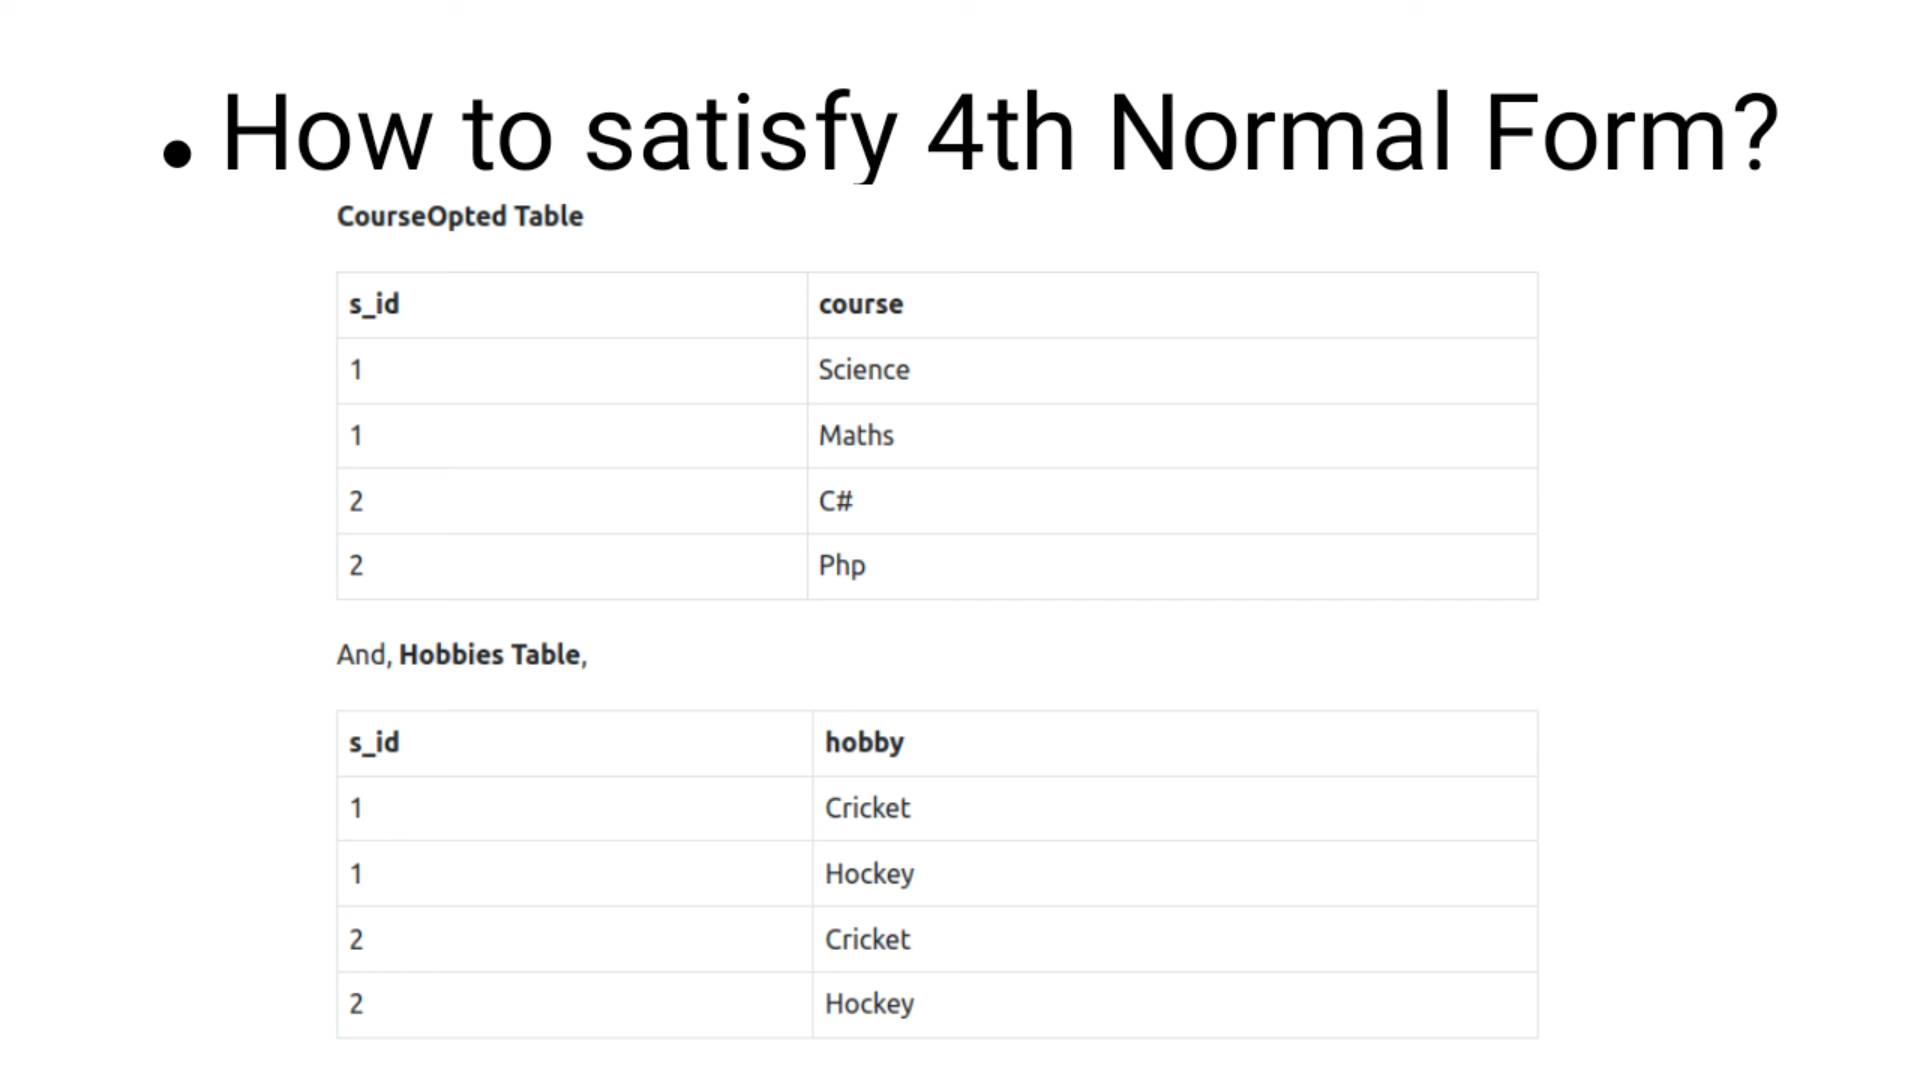 • How to satisfy 4th Normal Form?
CourseOpted Table
s_id course
1 Science
1 Maths
2 C#
2 Php
And, Hobbies Table,
s_id hobby
1 Cricket
1 Hockey
2 Cricket
2 Hockey